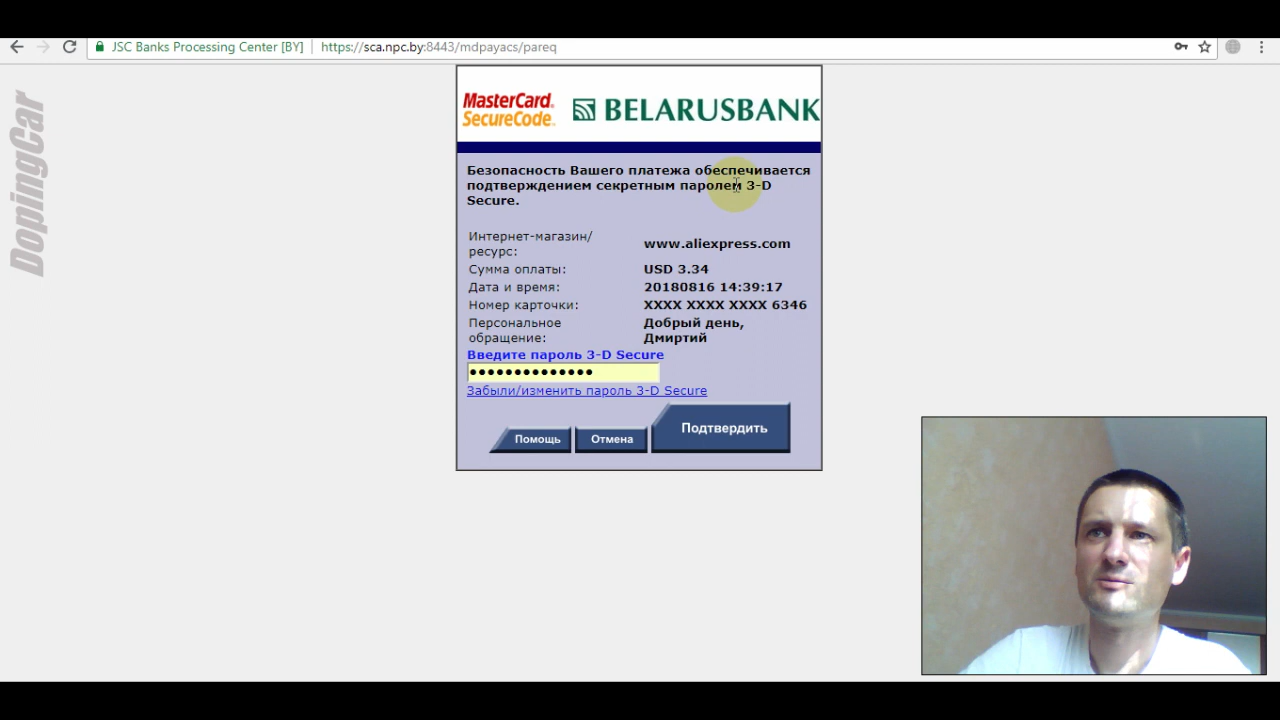 JSC Banks Processing Center [BY] https://sca.npc.by:8443/mdpayacs/pareq
DopingCar
MasterCard
SecureCode
BELARUSBANK
Безопасность Вашего платежа обеспечивается
подтверждением секретным паролем 3-D
Secure.
Интернет-магазин/
ресурс:
www.aliexpress.com
Сумма оплаты: USD 3.34
Дата и время: 20180816 14:39:17
Номер карточки: XXXX XXXX XXXX 6346
Персональное
обращение:
Добрый день,
Дмиртий
Введите пароль 3-D Secure
Забыли/изменить пароль 3-D Secure
Помощь Отмена Подтвердить